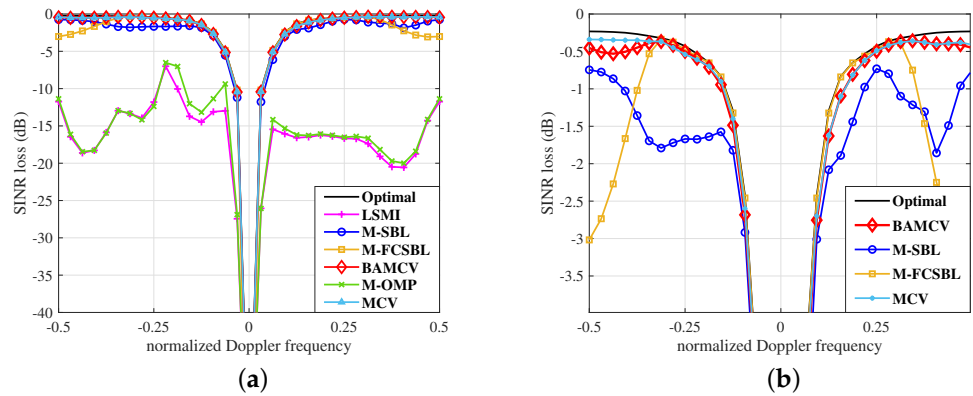 0
-5
-10
-15
-20
-25
-30
-35
-40
SINR loss (dB)
Optimal
LSMI
M-SBL
M-FCSBL
BAMCV
M-OMP
MCV
-0.5
-0.25
0
0.25
0.5
normalized Doppler frequency
(a)
0
-0.5
-1
-1.5
-2
-2.5
-3
-3.5
SINR loss (dB)
Optimal
BAMCV
M-SBL
M-FCSBL
MCV
-0.5
-0.25
0
0.25
normalized Doppler frequency
(b)